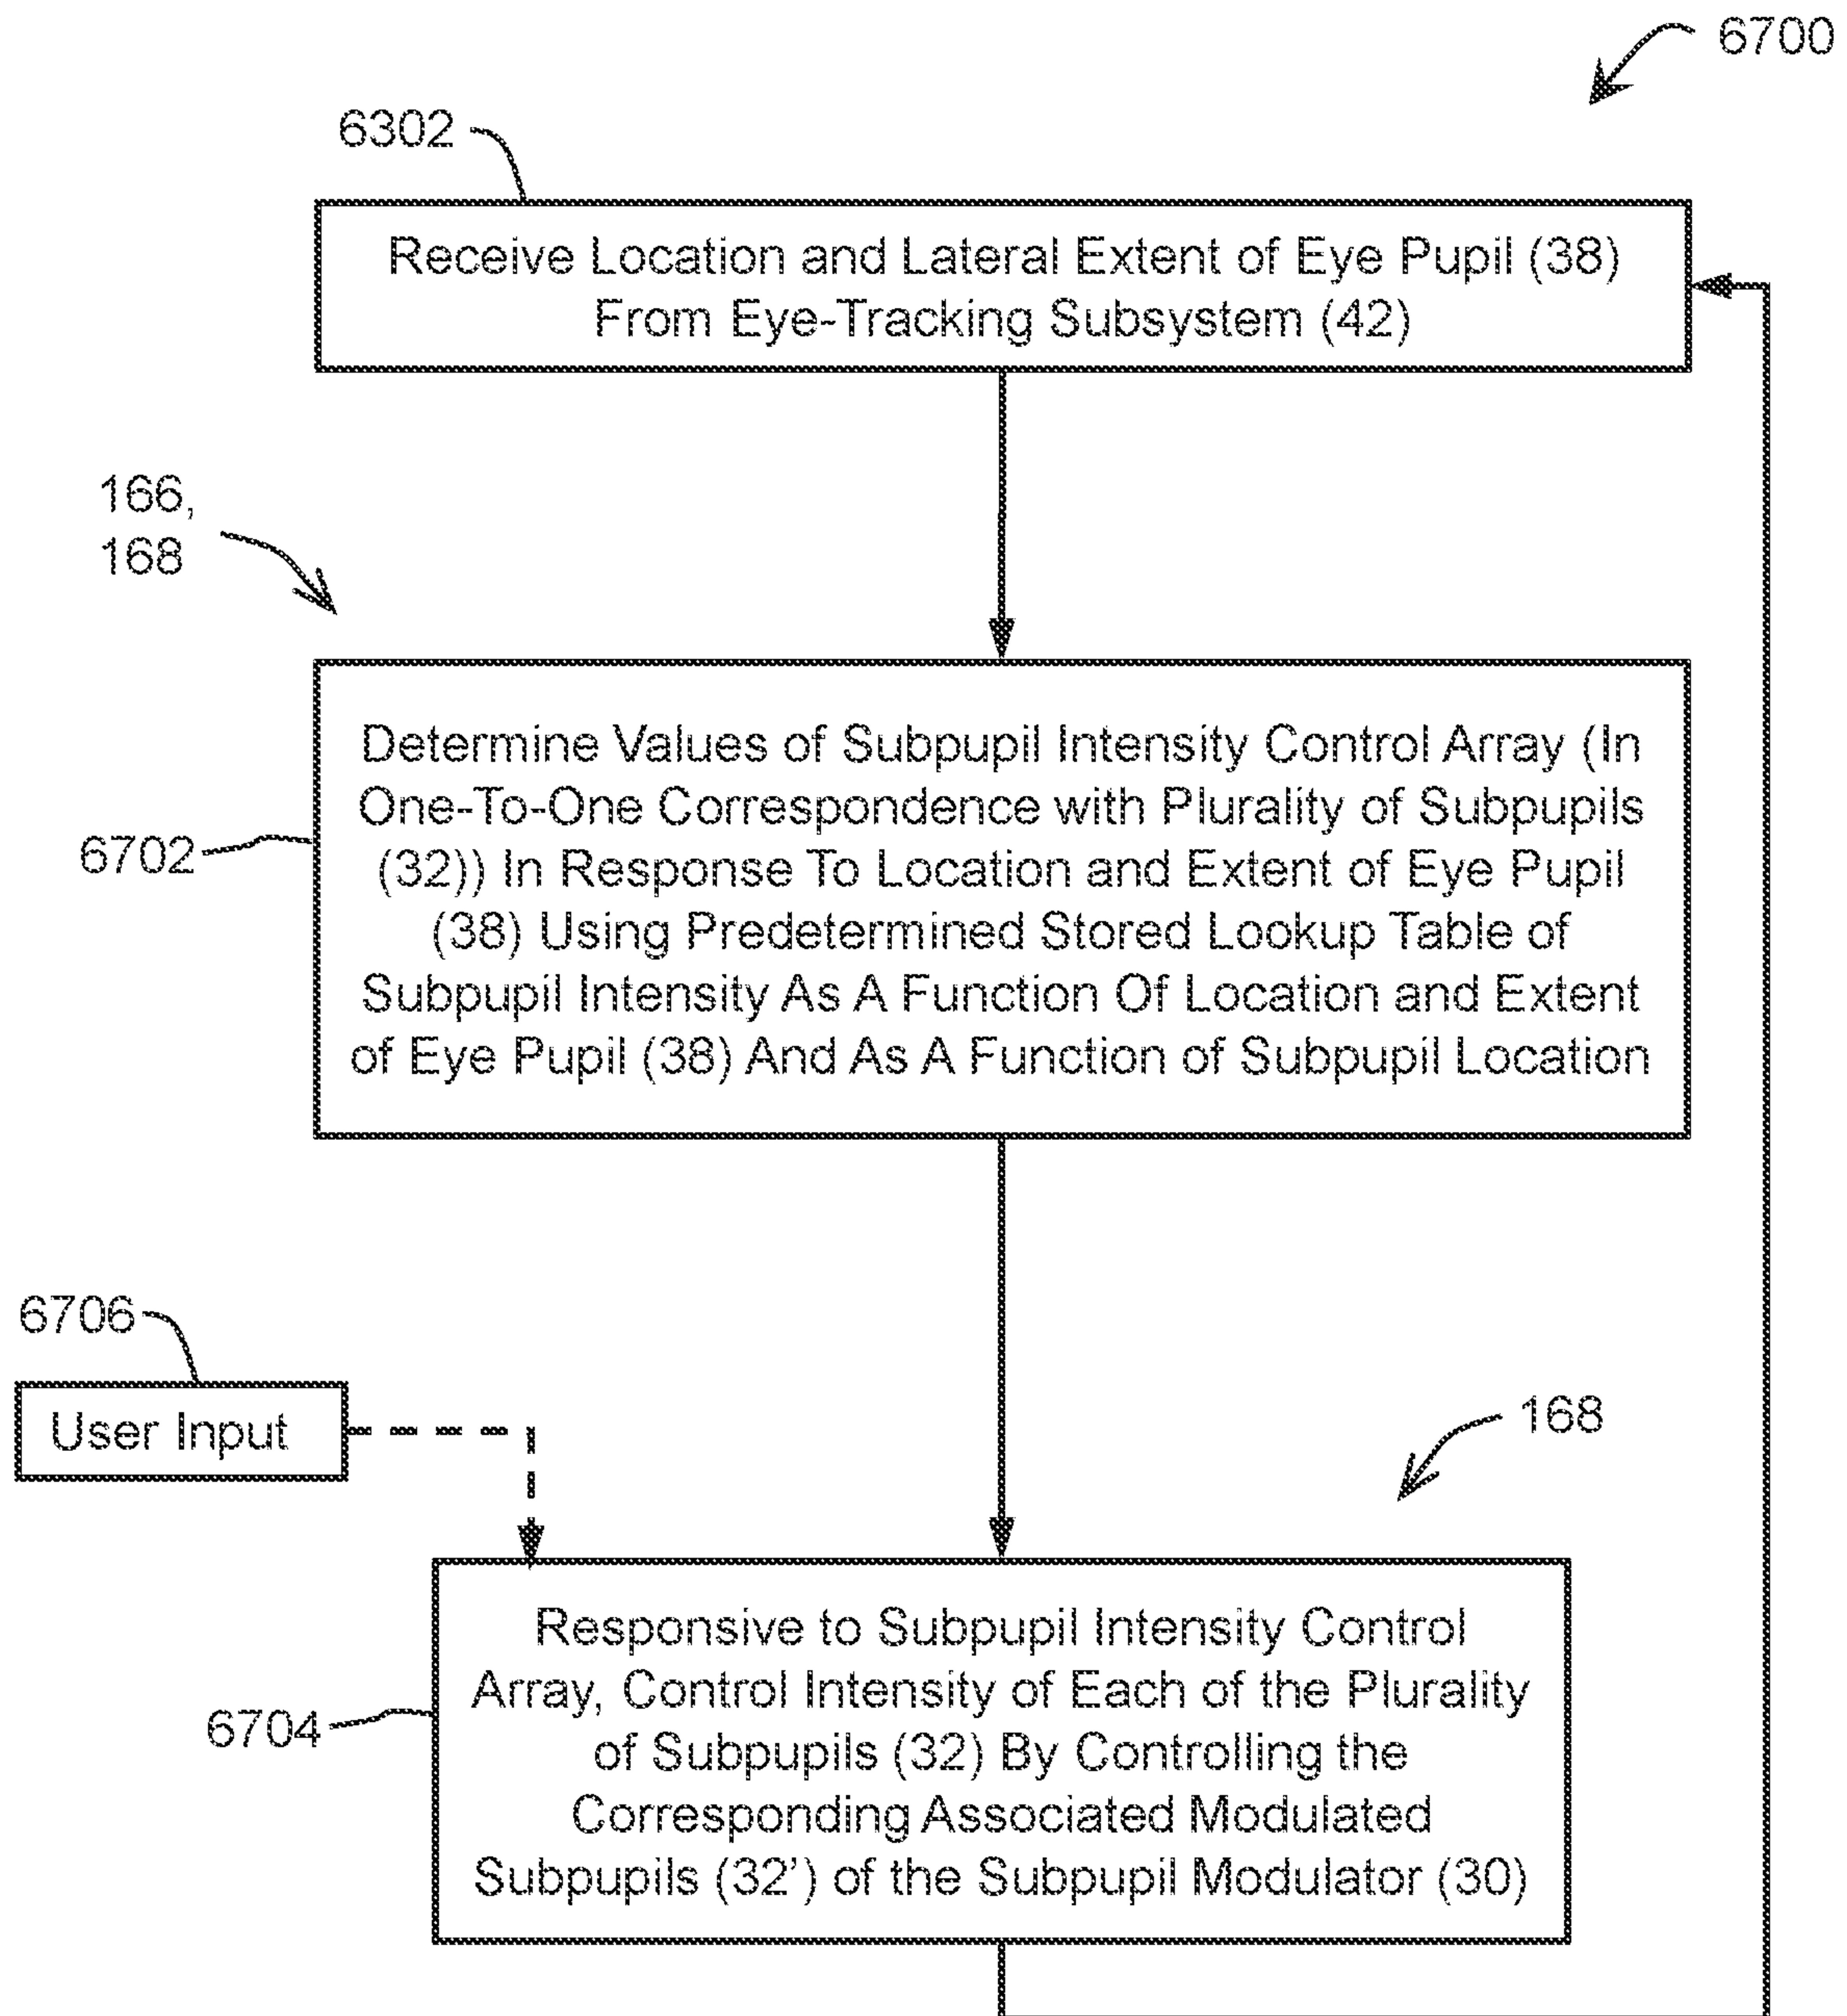 6700
6302
Receive Location and Lateral Extent of Eye Pupil (38)
From Eye-Tracking Subsystem (42)
166,
168
6702
Determine Values of Subpupil Intensity Control Array (In
One-To-One Correspondence with Plurality of Subpupils
(32)) In Response To Location and Extent of Eye Pupil
(38) Using Predetermined Stored Lookup Table of
Subpupil Intensity As A Function Of Location and Extent
of Eye Pupil (38) And As A Function of Subpupil Location
6706
User Input
168
6704
Responsive to Subpupil Intensity Control
Array, Control Intensity of Each of the Plurality
of Subpupils (32) By Controlling the
Corresponding Associated Modulated
Subpupils (32’) of the Subpupil Modulator (30)